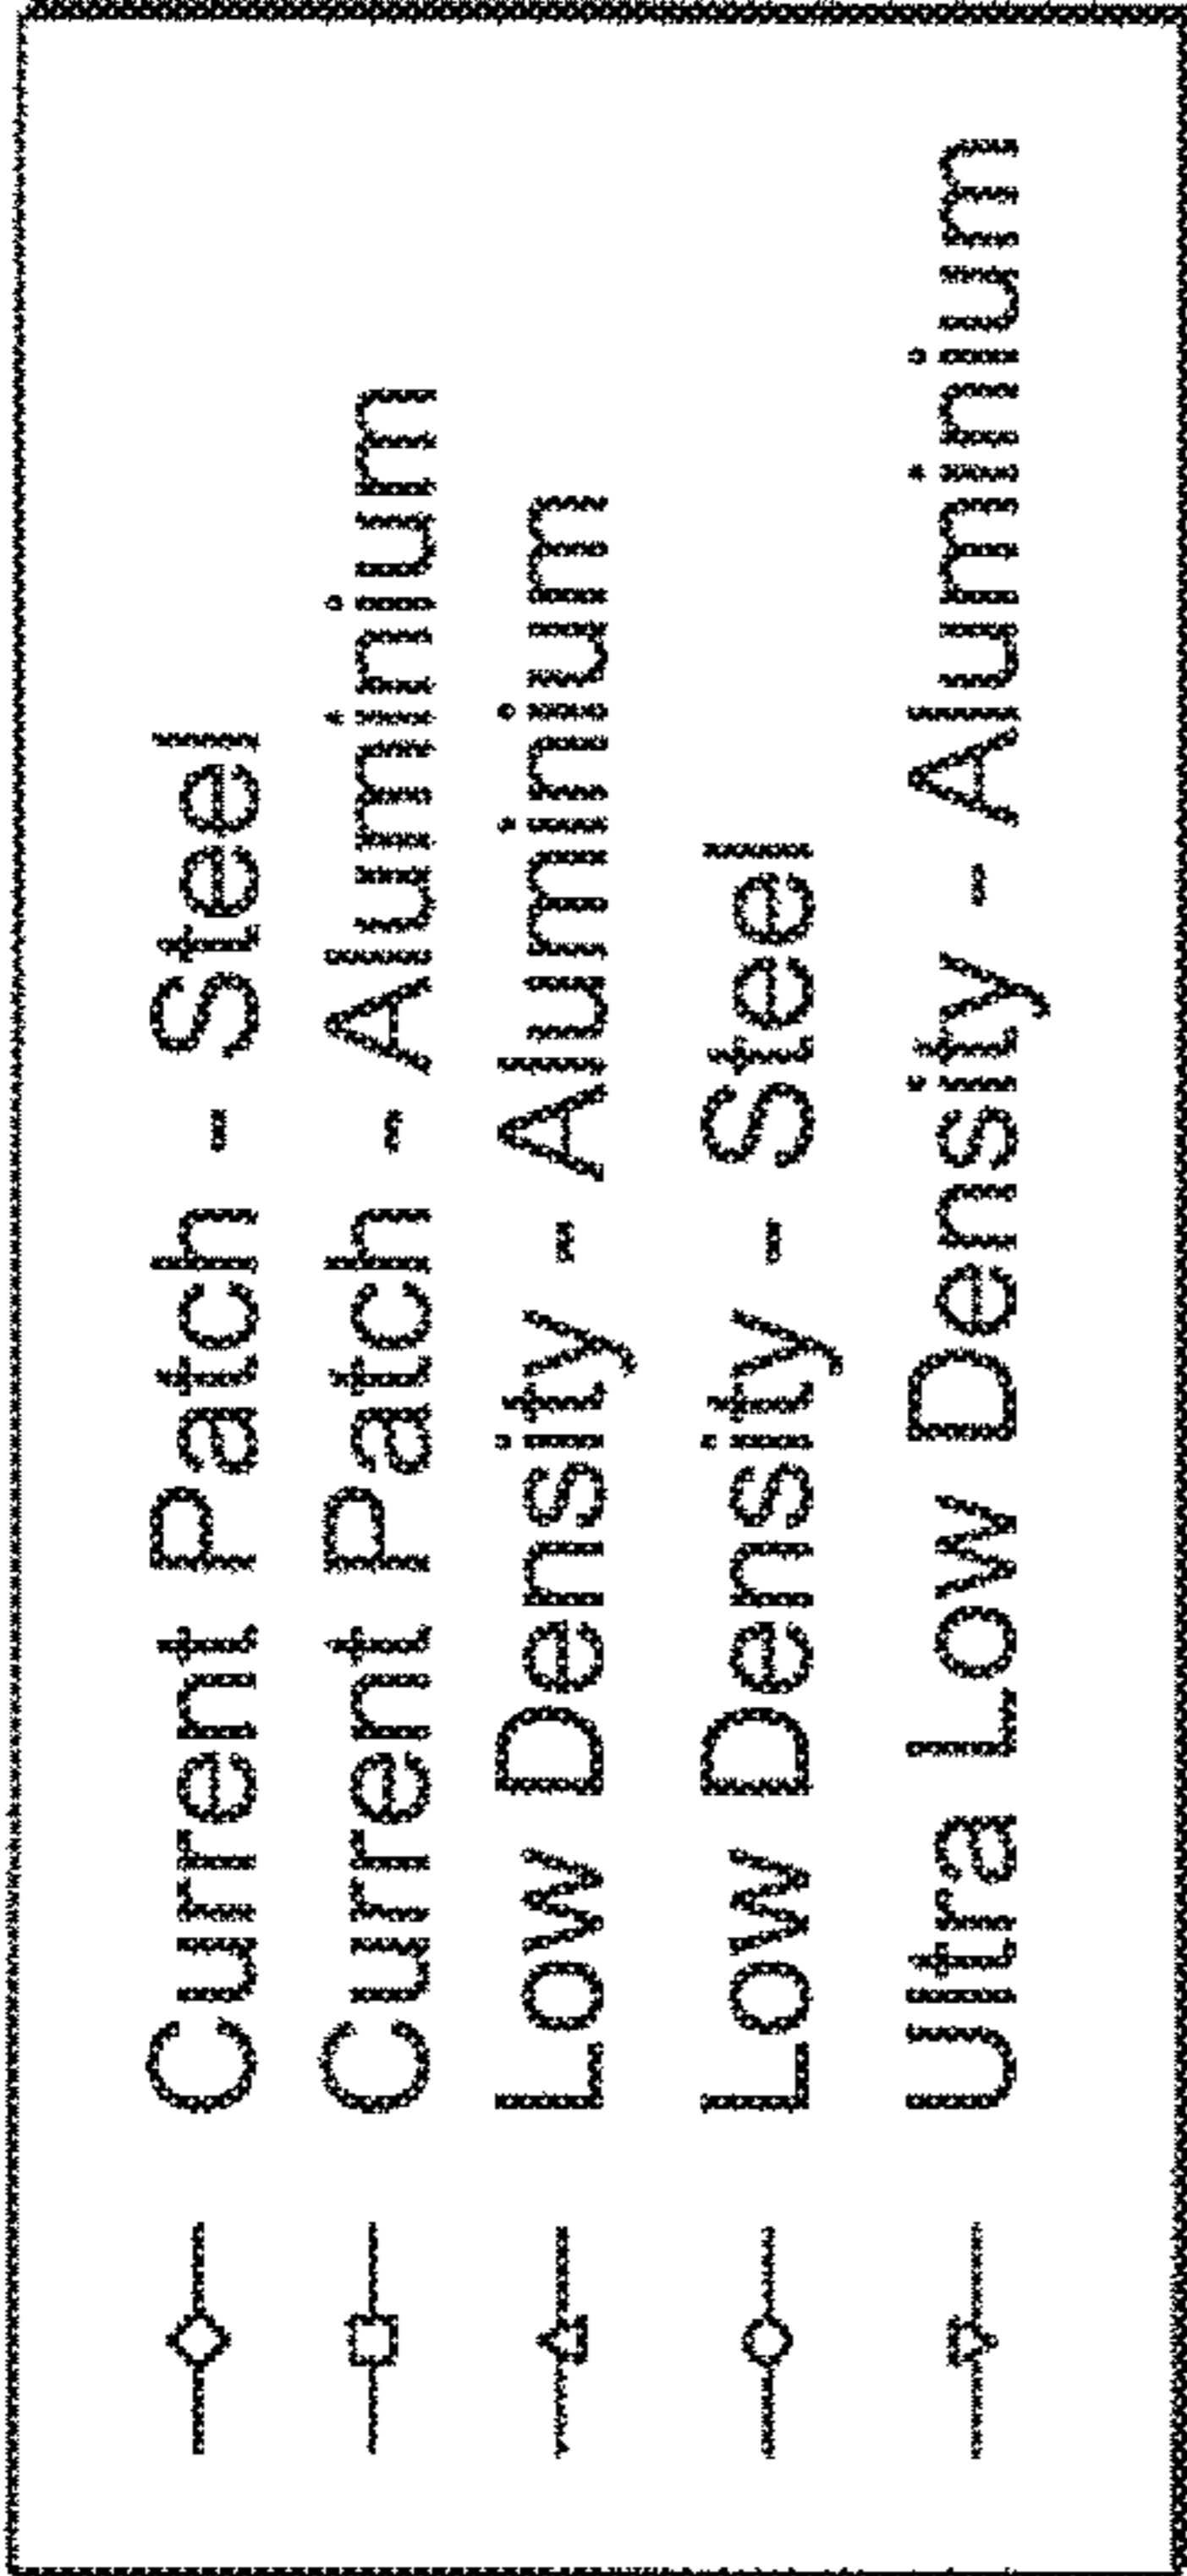 Current Patch - Steel
Current Patch - Aluminium
Low Density - Aluminium
Low Density - Steel
Ultra Low Density - Aluminium